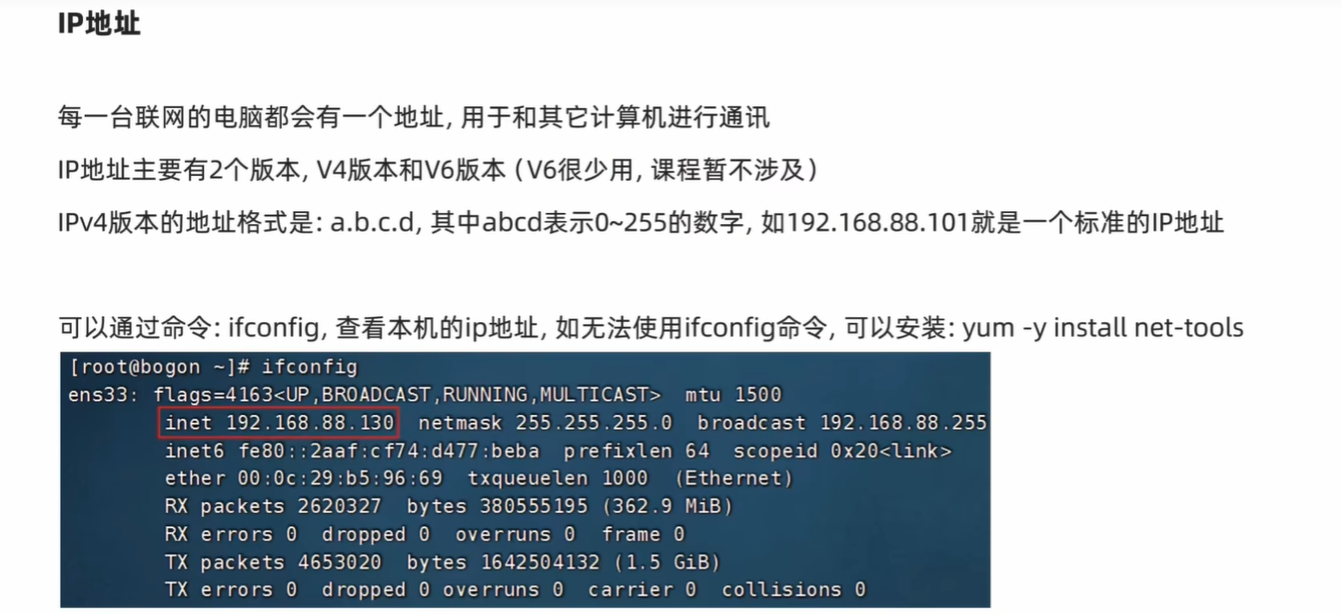 IP地址
每一台联网的电脑都会有一个地址, 用于和其它计算机进行通讯
IP地址主要有2个版本, V4版本和V6版本 (V6很少用, 课程暂不涉及)
IPv4版本的地址格式是: a.b.c.d, 其中abcd表示0~255的数字, 如192.168.88.101就是一个标准的IP地址
可以通过命令: ifconfig, 查看本机的ip地址, 如无法使用ifconfig命令, 可以安装: yum -y install net-tools
[root@bogon ~]# ifconfig
ens33: flags=4163<UP,BROADCAST,RUNNING,MULTICAST>  mtu 1500
inet 192.168.88.130  netmask 255.255.255.0  broadcast 192.168.88.255
inet6 fe80::2aaf:cf74:d477:beba  prefixlen 64  scopeid 0x20<link>
ether 00:0c:29:b5:96:69  txqueuelen 1000  (Ethernet)
RX packets 2620327  bytes 380555195 (362.9 MiB)
RX errors 0  dropped 0  overruns 0  frame 0
TX packets 4653020  bytes 1642504132 (1.5 GiB)
TX errors 0  dropped 0 overruns 0  carrier 0  collisions 0